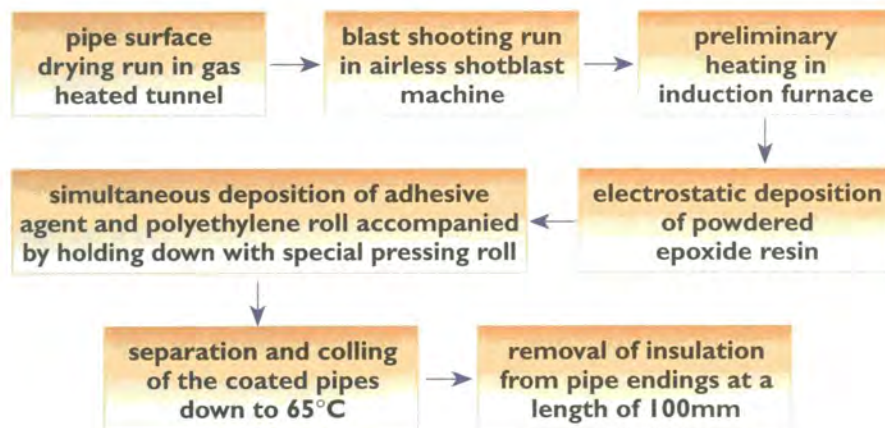 pipe surface
drying run in gas
heated tunnel
blast shooting run
in airless shotblast
machine
preliminary
heating in
induction furnace
electrostatic deposition
of powdered
epoxide resin
simultaneous deposition of adhesive
agent and polyethylene roll accompanied
by holding down with special pressing roll
separation and colling
of the coated pipes
down to 65°C
removal of insulation
from pipe endings at a
length of 100mm